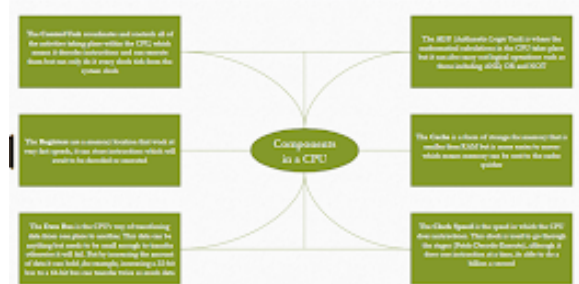 The Control Unit coordinates and controls all of
the activities taking place within the CPU, which
means it decodes instructions and can execute
them but can only do it every clock tick from the
system clock
The ALU (Arithmetic Logic Unit) is where the
mathematical calculations in the CPU take place
but it can also carry out logical operations such as
those including AND, OR and NOT
The Registers are a memory location that work at
very fast speeds, it can store instructions which will
await to be decoded or executed
Components
in a CPU
The Cache is a form of storage the memory that is
smaller than RAM but is more easier to access
which means memory can be sent to the cache
quicker
The Data Bus is the CPU's way of transferring
data from one place to another. This data can be
anything but needs to be small enough to transfer
otherwise it will fail. But by increasing the amount
of data it can hold, for example, increasing a 32-bit
bus to a 64-bit bus can transfer twice as much data
The Clock Speed is the speed in which the CPU
does instructions. This clock is used to go through
the stages (Fetch Decode Execute), although it
does one instruction at a time, its able to do a
billion a second